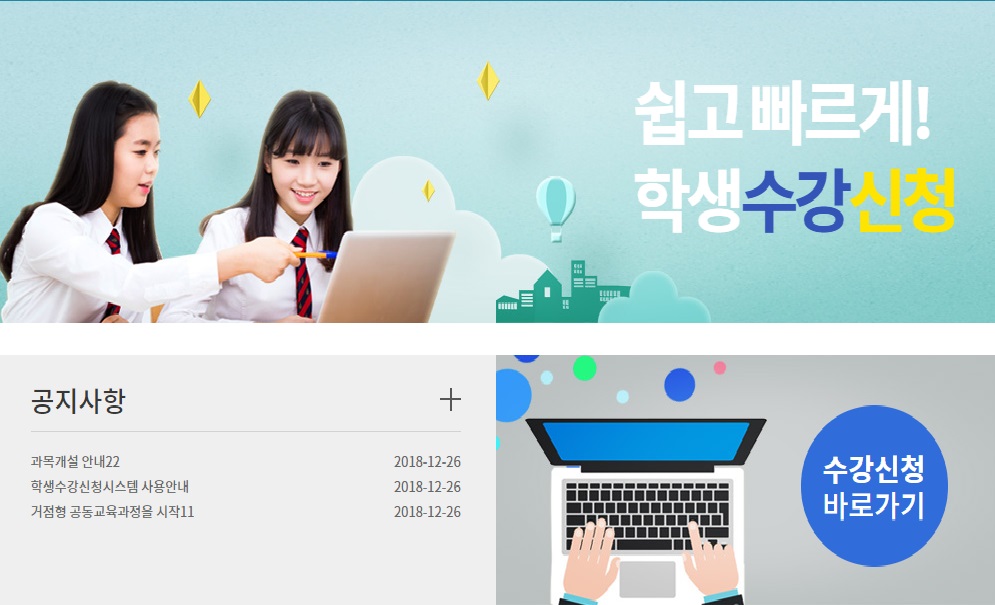 쉽고 빠르게!
학생수강신청
공지사항
과목개설 안내22 2018-12-26
학생수강신청시스템 사용안내 2018-12-26
거점형 공동교육과정을 시작11 2018-12-26
수강신청
바로가기